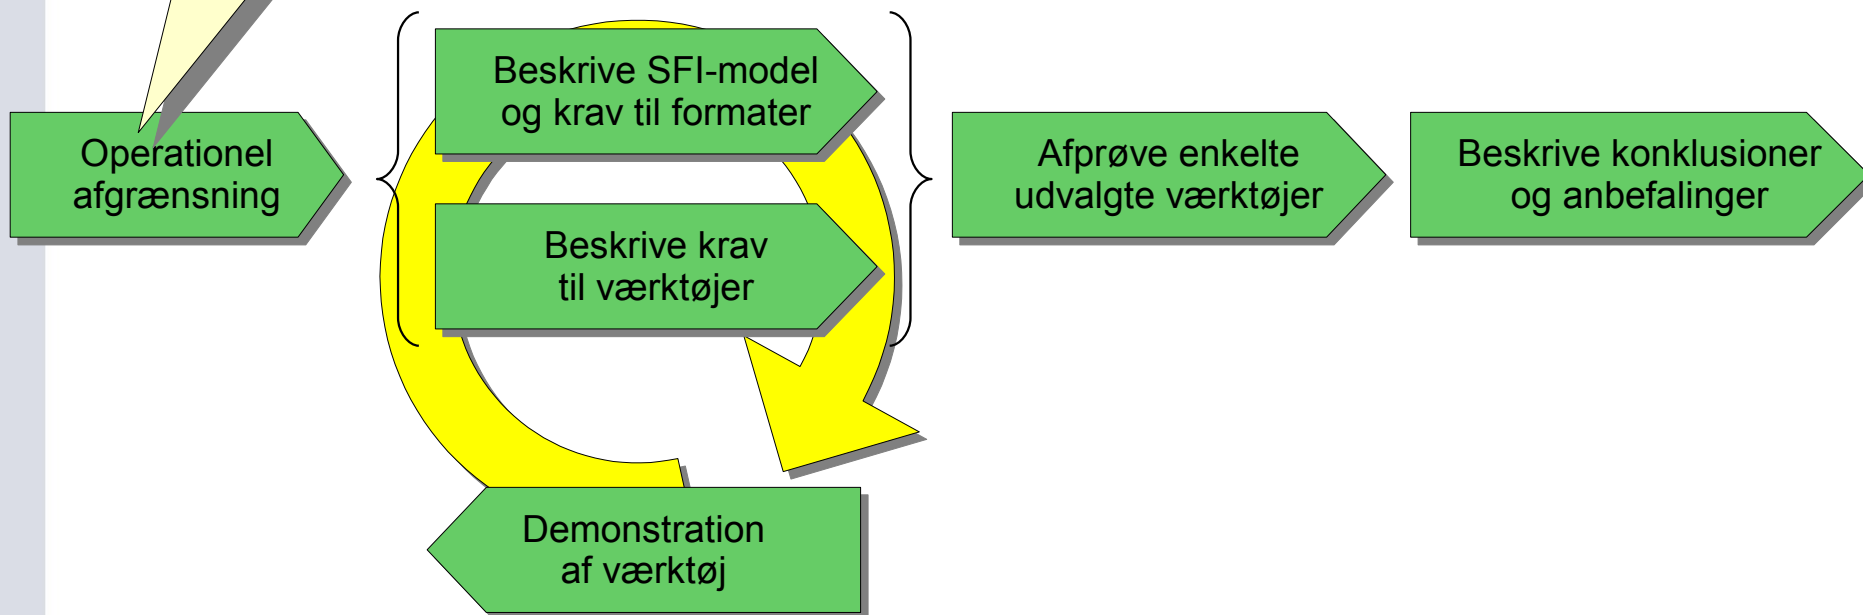 Operationel
afgrænsning
Beskrive SFI-model
og krav til formater
Beskrive krav
til værktøjer
Demonstration
af værktøj
Afprøve enkelte
udvalgte værktøjer
Beskrive konklusioner
og anbefalinger